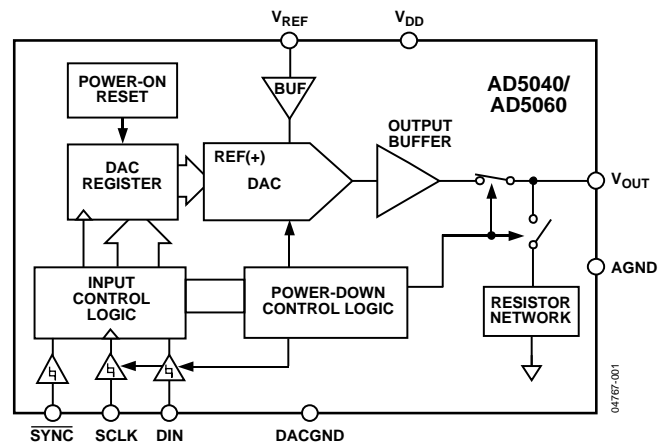 VREF
VDD
POWER-ON
RESET
BUF
AD5040/
AD5060
OUTPUT
BUFFER
DAC
REGISTER
REF(+)
DAC
VOUT
AGND
INPUT
CONTROL
LOGIC
POWER-DOWN
CONTROL LOGIC
RESISTOR
NETWORK
SYNC
SCLK
DIN
DACGND
04767-001